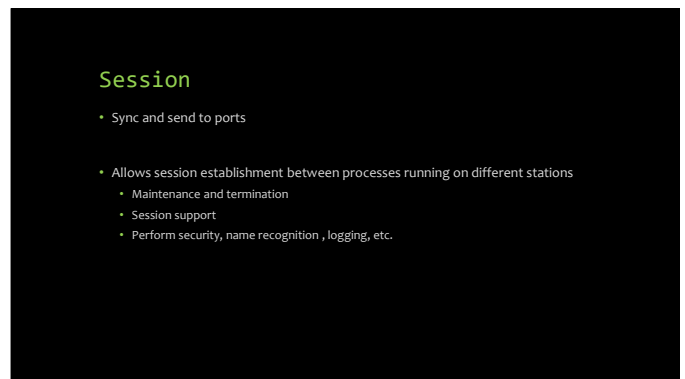 Session
• Sync and send to ports
• Allows session establishment between processes running on different stations
• Maintenance and termination
• Session support
• Perform security, name recognition , logging, etc.